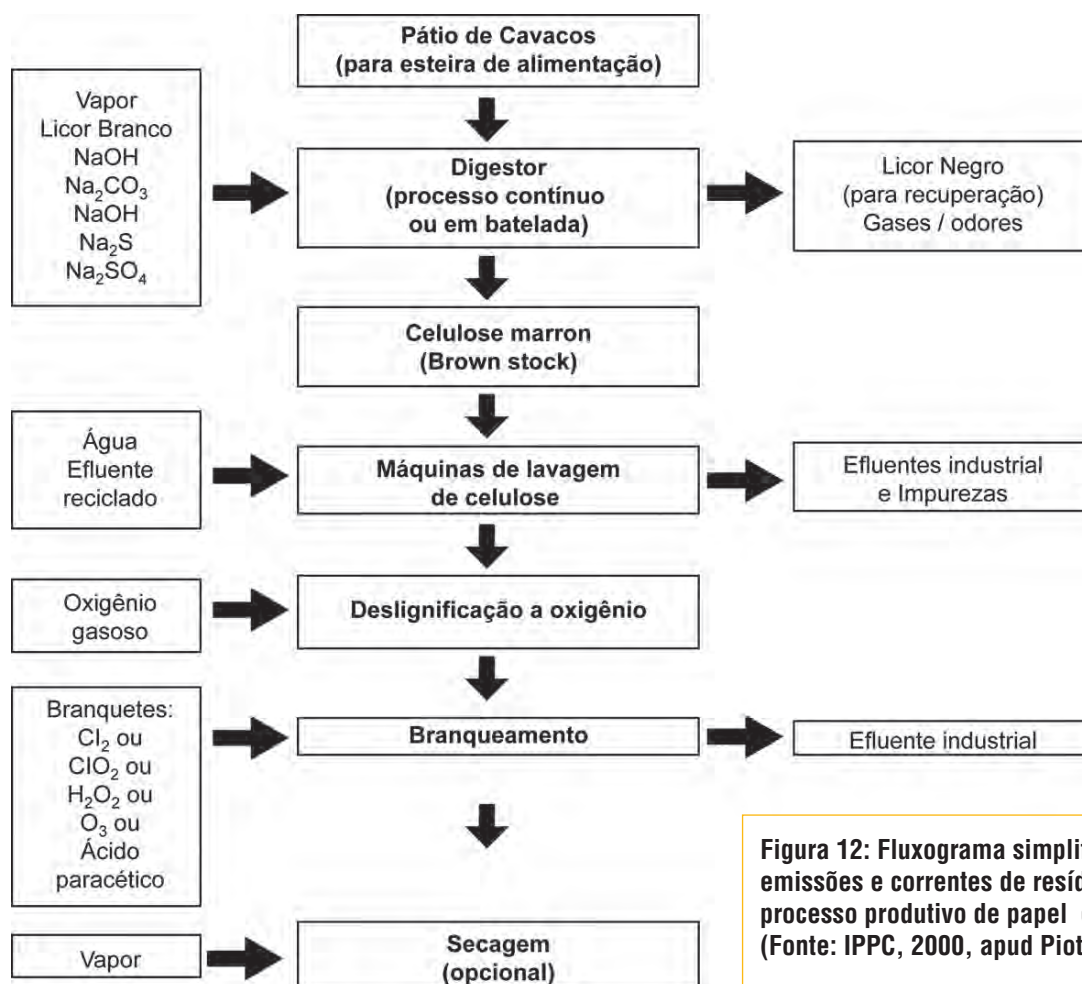 Pátio de Cavacos
(para esteira de alimentação)
Vapor
Licor Branco
NaOH
Na₂CO₃
NaOH
Na₂S
Na₂SO₄
Digestor
(processo contínuo
ou em batelada)
Licor Negro
(para recuperação)
Gases / odores
Celulose marron
(Brown stock)
Água
Efluente
reciclado
Máquinas de lavagem
de celulose
Efluentes industrial
e Impurezas
Oxigênio
gasoso
Deslignificação a oxigênio
Branquetes:
Cl₂ ou
ClO₂ ou
H₂O₂ ou
O₃ ou
Ácido
paracético
Branqueamento
Efluente industrial
Vapor
Secagem
(opcional)
Figura 12: Fluxograma
emissões e correntes de
processo produtivo de papel
(Fonte: IPPC, 2000, apud